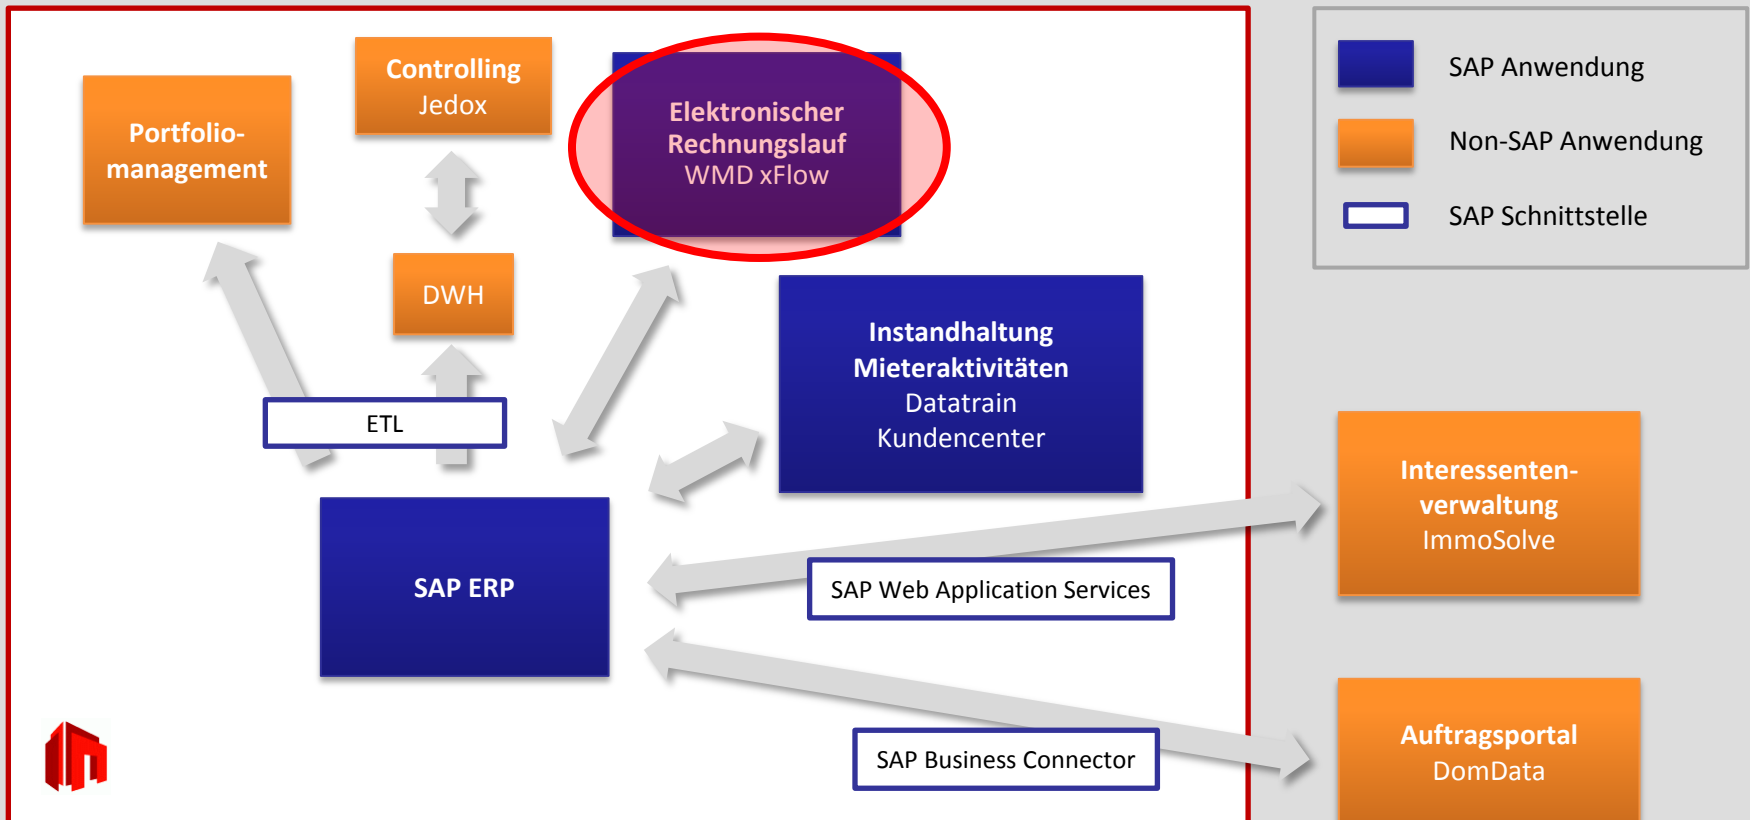 Controlling
Jedox
Portfolio-
management
Elektronischer
Rechnungslauf
WMD xFlow
SAP Anwendung
Non-SAP Anwendung
SAP Schnittstelle
DWH
Instandhaltung
Mieteraktivitäten
Datatrain
Kundencenter
ETL
Interessenten-
verwaltung
ImmoSolve
SAP ERP
SAP Web Application Services
SAP Business Connector
Auftragsportal
DomData